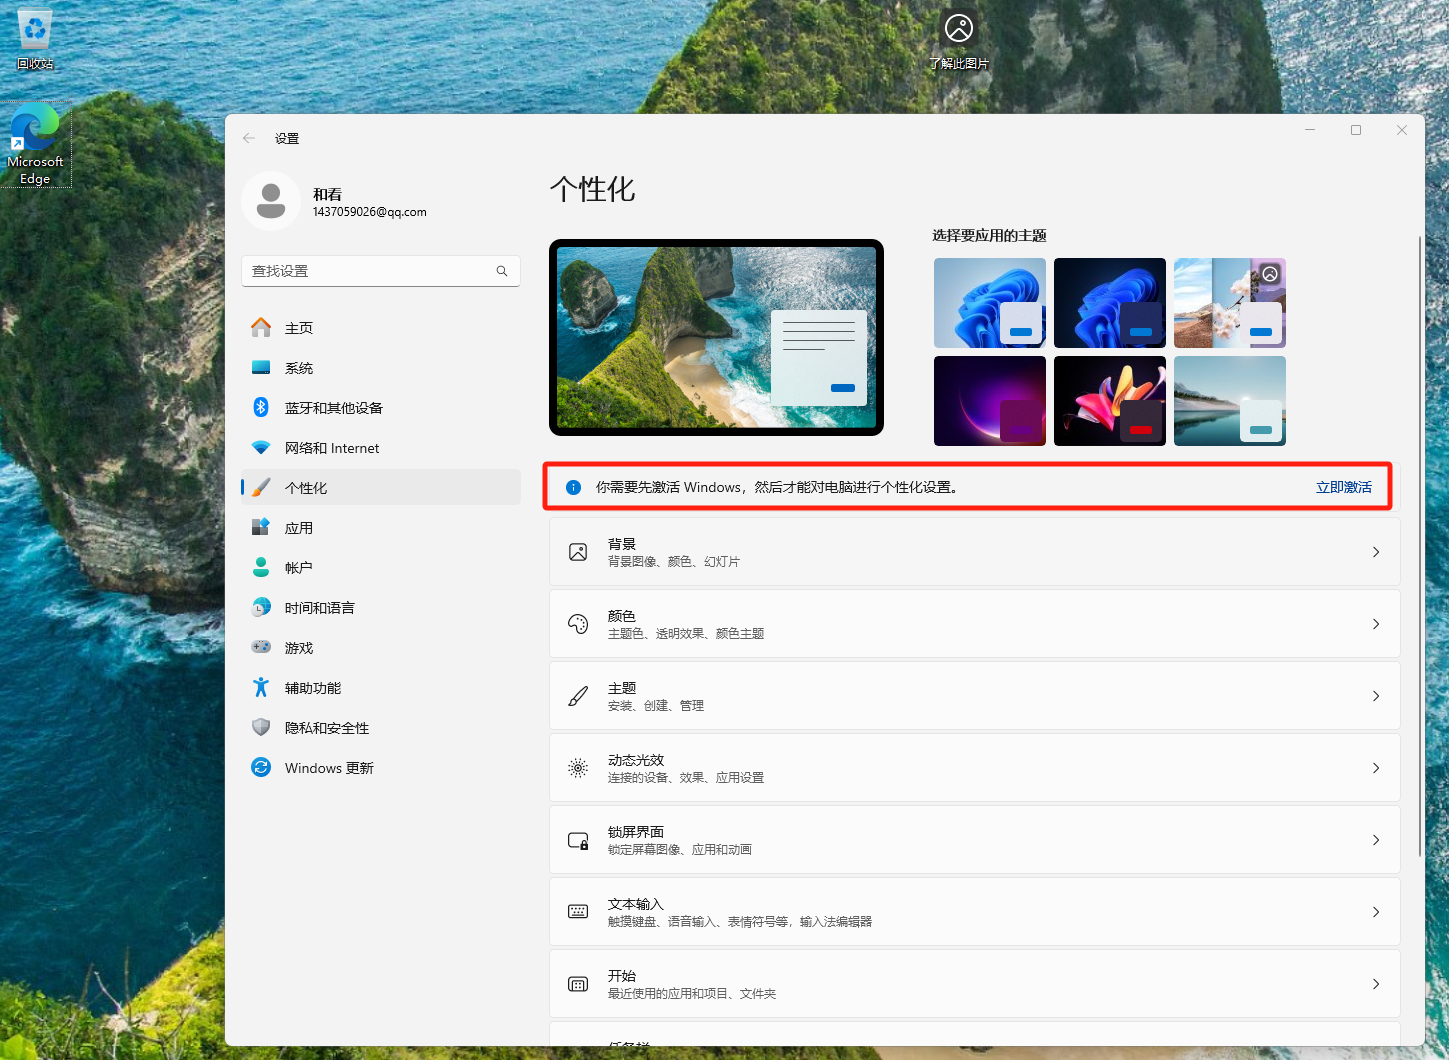 回收站
Microsoft
Edge
了解此图片
设置
和看
1437059026@qq.com
查找设置
主页
系统
蓝牙和其他设备
网络和 Internet
个性化
应用
帐户
时间和语言
游戏
辅助功能
隐私和安全性
Windows 更新
个性化
选择要应用的主题
你需要先激活 Windows，然后才能对电脑进行个性化设置。
立即激活
背景
背景图像、颜色、幻灯片
颜色
主题色、透明效果、颜色主题
主题
安装、创建、管理
动态光效
连接的设备、效果、应用设置
锁屏界面
锁定屏幕图像、应用和动画
文本输入
触摸键盘、语音输入、表情符号等，输入法编辑器
开始
最近使用的应用和项目、文件夹